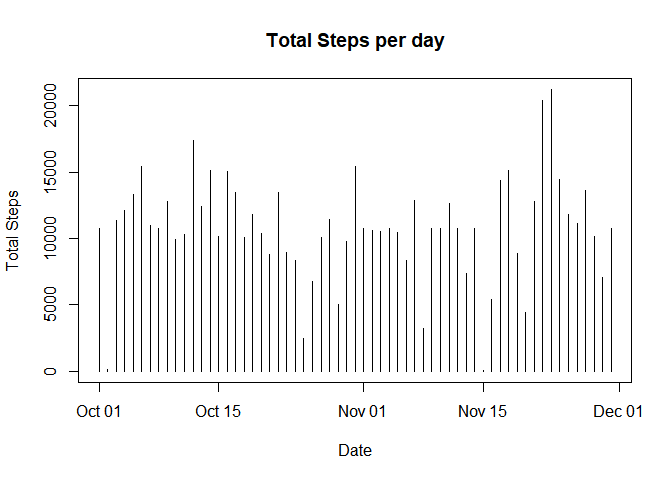 Total Steps per day
Total Steps
20000
15000
10000
5000
0
Oct 01 Oct 15 Nov 01 Nov 15 Dec 01
Date